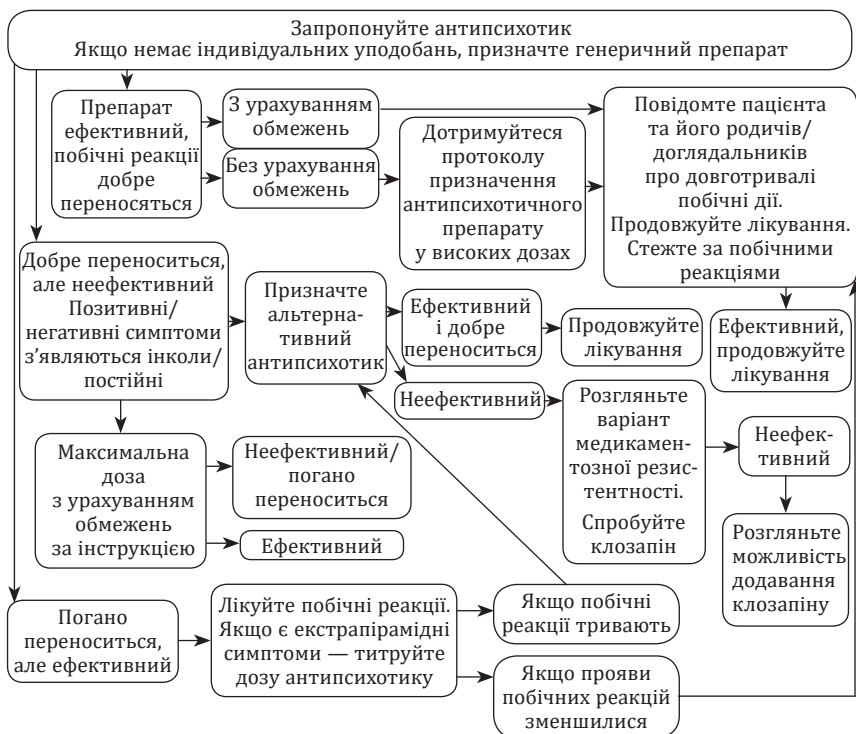 Запропонуйте антипсихотик
Якщо немає індивідуальних уподобань, призначте генеричний препарат
Препарат
ефективний,
побічні реакції
добре
переносяться
З урахуванням
обмежень
Без урахування
обмежень
Дотримуйтеся
протоколу
призначення
антипсихотичного
препарату
у високих дозах
Повідомте пацієнта
та його родичів/
доглядальників
про довготривалі
побічні дії.
Продовжуйте лікування.
Стежте за побічними
реакціями
Добре переноситься,
але неефективний
Позитивні/
негативні симптоми
з’являються інколи/
постійні
Призначте
альтерна-
тивний
антипсихотик
Ефективний
і добре
переноситься
Продовжуйте
лікування
Ефективний,
продовжуйте
лікування
Неефективний
Розгляньте
варіант
медикамен-
тозної резис-
тентності.
Спробуйте
клозапін
Неефек-
тивний
Розгляньте
можливість
додавання
клозапіну
Максимальна
доза
з урахуванням
обмежень
за інструкцією
Неефективний/
погано
переноситься
Ефективний
Погано
переноситься,
але ефективний
Лікуйте побічні реакції.
Якщо є екстрапірамідні
симптоми — титруйте
дозу антипсихотику
Якщо побічні
реакції тривають
Якщо прояви
побічних реакцій
зменшилися